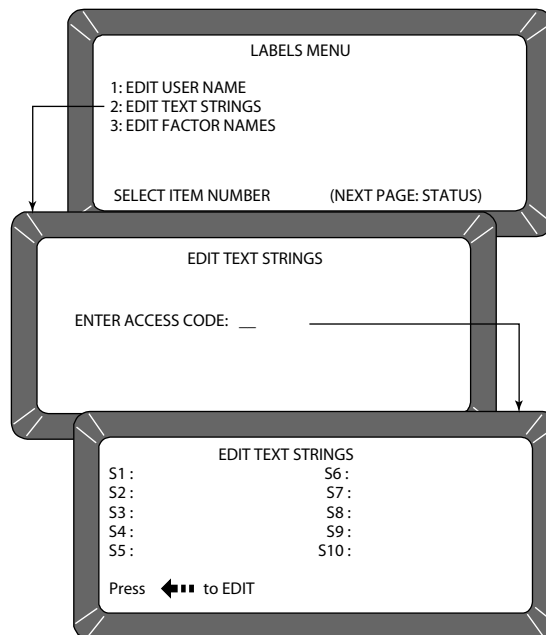 LABELS MENU
1: EDIT USER NAME
2: EDIT TEXT STRINGS
3: EDIT FACTOR NAMES
SELECT ITEM NUMBER (NEXT PAGE: STATUS)
EDIT TEXT STRINGS
ENTER ACCESS CODE: __
EDIT TEXT STRINGS
S1 : S6 :
S2 : S7 :
S3 : S8 :
S4 : S9 :
S5 : S10 :
Press to EDIT